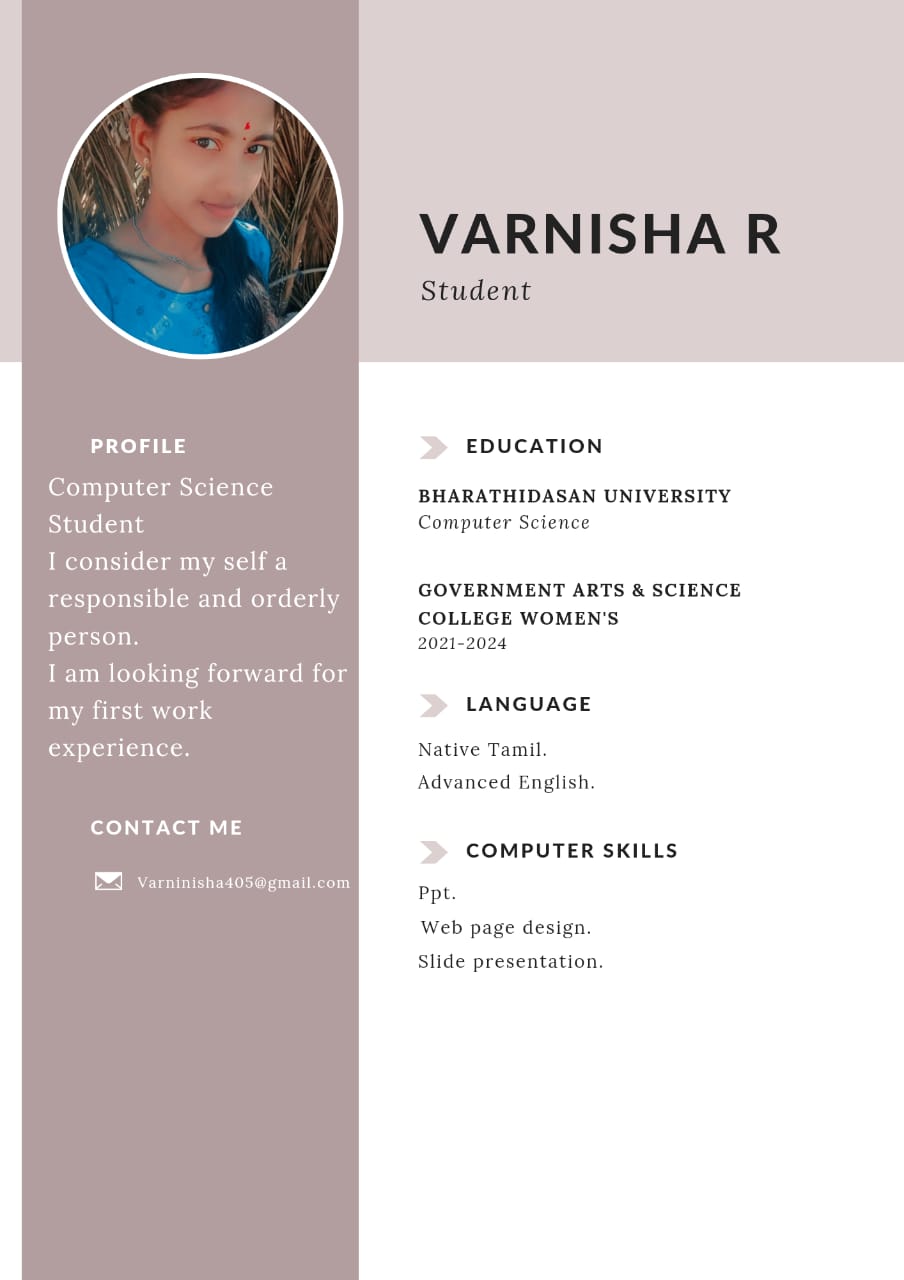 VARNISHA R
Student
PROFILE
Computer Science
Student
I consider my self a
responsible and orderly
person.
I am looking forward for
my first work
experience.
CONTACT ME
Varninisha405@gmail.com
EDUCATION
BHARATHIDASAN UNIVERSITY
Computer Science
GOVERNMENT ARTS & SCIENCE
COLLEGE WOMEN'S
2021-2024
LANGUAGE
Native Tamil.
Advanced English.
COMPUTER SKILLS
Ppt.
Web page design.
Slide presentation.